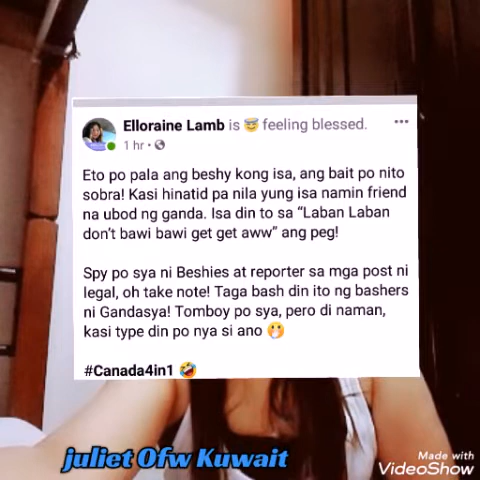 Elloraine Lamb is 😇 feeling blessed.
1 hr •
Eto po pala ang beshy kong isa, ang bait po nito
sobra! Kasi hinatid pa nila yung isa namin friend
na ubod ng ganda. Isa din to sa “Laban Laban
don’t bawi bawi get get aww” ang peg!
Spy po sya ni Beshies at reporter sa mga post ni
legal, oh take note! Taga bash din ito ng bashers
ni Gandasya! Tomboy po sya, pero di naman,
kasi type din po nya si ano 🤭
#Canada4in1 🤣
juliet Ofw Kuwait
Made with
VideoShow